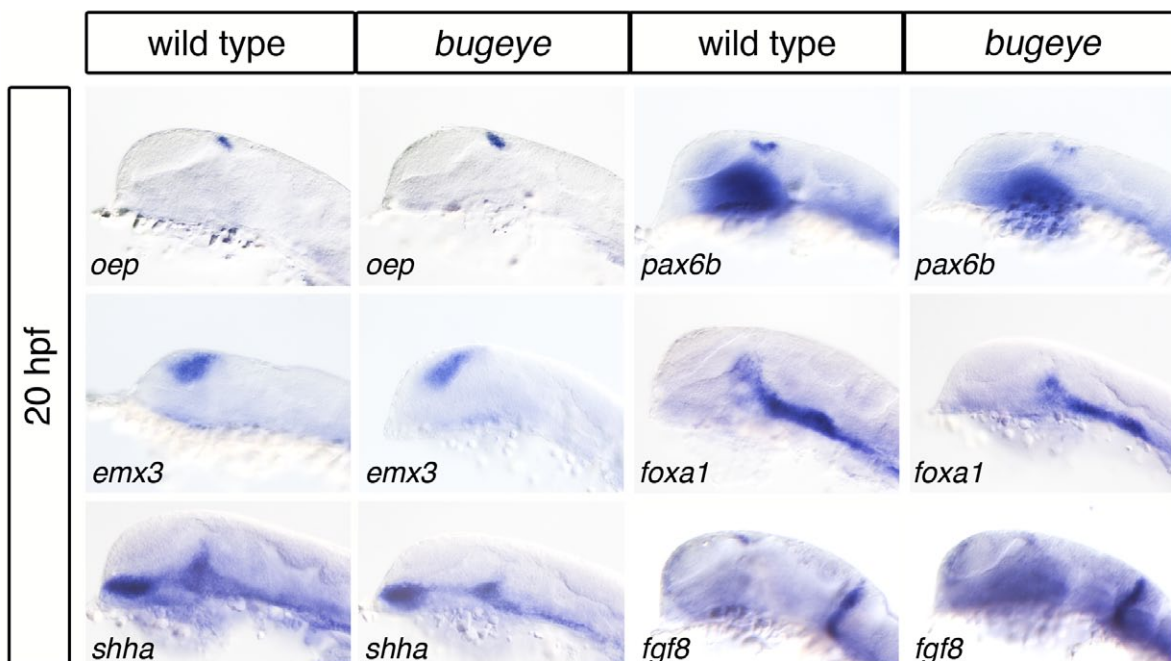 wild type
bugeye
wild type
bugeye
20 hpf
oep
oep
pax6b
pax6b
emx3
emx3
foxa1
foxa1
shha
shha
fgf8
fgf8